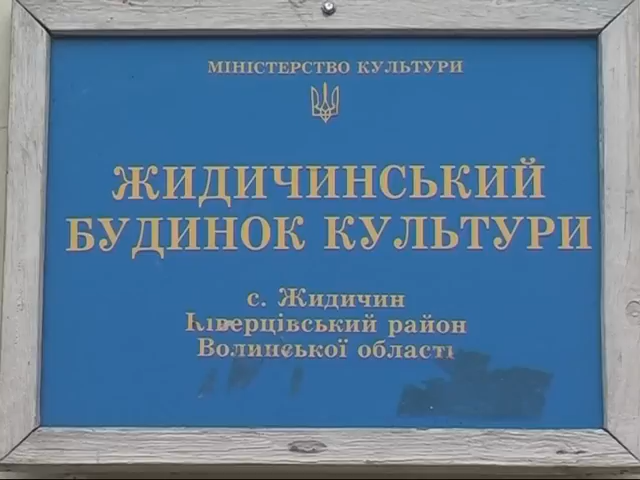 МІНІСТЕРСТВО КУЛЬТУРИ
ЖИДИЧИНСЬКИЙ
БУДИНОК КУЛЬТУРИ
с. Жидичин
Ківерцівський район
Волинської області